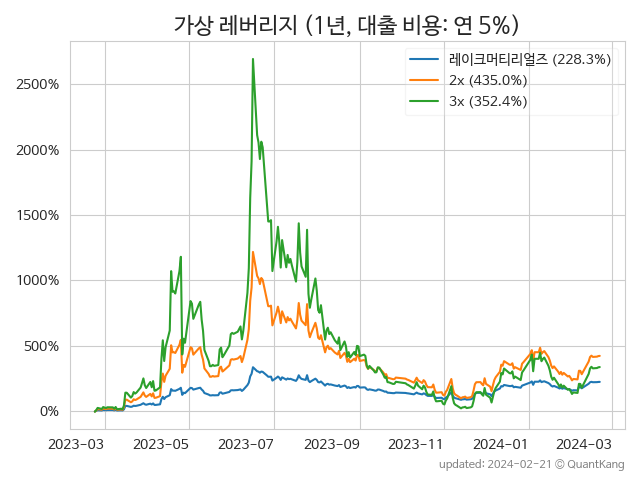 가상 레버리지 (1년, 대출 비용: 연 5%)
레이크머티리얼즈 (228.3%)
2x (435.0%)
3x (352.4%)
2500%
2000%
1500%
1000%
500%
0%
2023-03 2023-05 2023-07 2023-09 2023-11 2024-01 2024-03
updated: 2024-02-21 © QuantKang